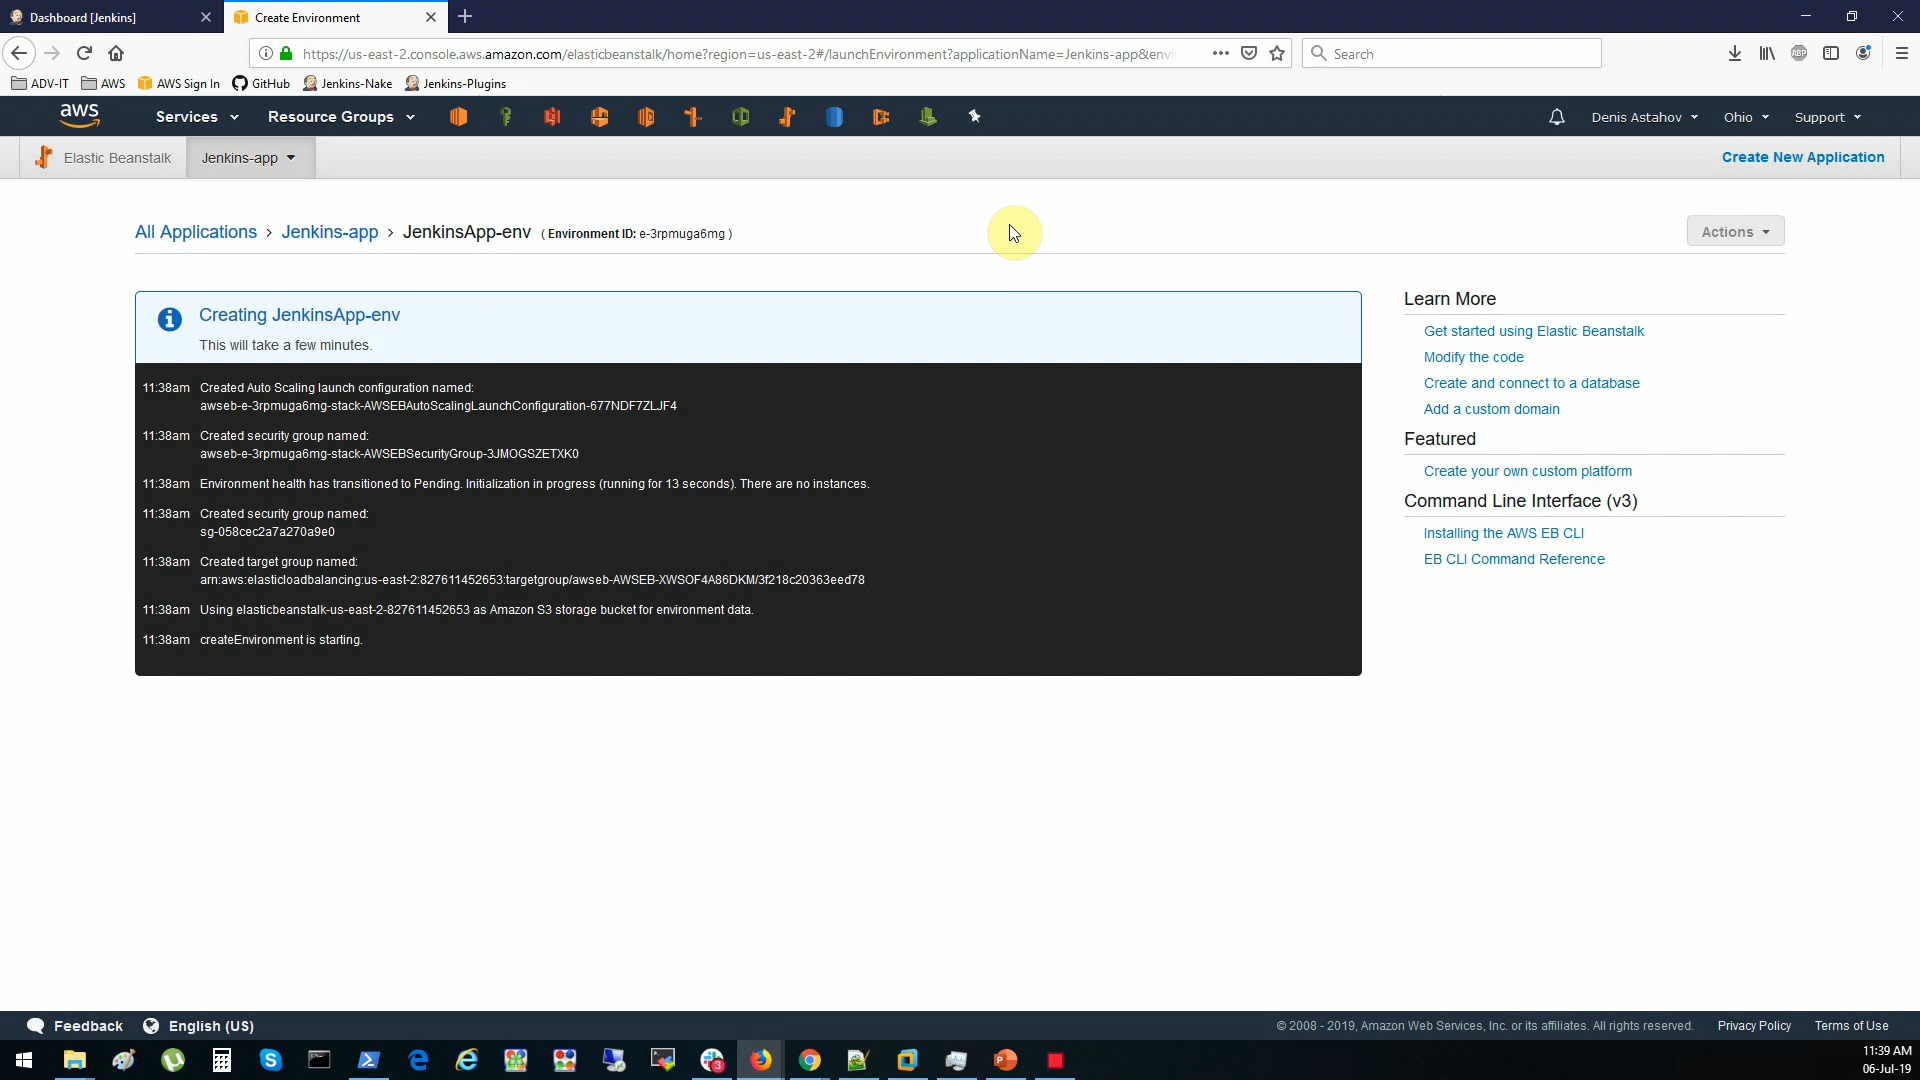 Dashboard [Jenkins]
Create Environment
https://us-east-2.console.aws.amazon.com/elasticbeanstalk/home?region=us-east-2#/launchEnvironment?applicationName=Jenkins-app&envi
Search
ADV-IT
AWS
AWS Sign In
GitHub
Jenkins-Nake
Jenkins-Plugins
aws
Services
Resource Groups
Denis Astahov
Ohio
Support
Elastic Beanstalk
Jenkins-app
Create New Application
All Applications > Jenkins-app > JenkinsApp-env ( Environment ID: e-3rpmuga6mg )
Actions
Creating JenkinsApp-env
This will take a few minutes.
11:38am Created Auto Scaling launch configuration named:
awseb-e-3rpmuga6mg-stack-AWSEBAutoScalingLaunchConfiguration-677NDF7ZLJF4
11:38am Created security group named:
awseb-e-3rpmuga6mg-stack-AWSEBSecurityGroup-3JMOGSZETXK0
11:38am Environment health has transitioned to Pending. Initialization in progress (running for 13 seconds). There are no instances.
11:38am Created security group named:
sg-058cec2a7a270a9e0
11:38am Created target group named:
arn:aws:elasticloadbalancing:us-east-2:827611452653:targetgroup/awseb-AWSEB-XWSOF4A86DKM/3f218c20363eed78
11:38am Using elasticbeanstalk-us-east-2-827611452653 as Amazon S3 storage bucket for environment data.
11:38am createEnvironment is starting.
Learn More
Get started using Elastic Beanstalk
Modify the code
Create and connect to a database
Add a custom domain
Featured
Create your own custom platform
Command Line Interface (v3)
Installing the AWS EB CLI
EB CLI Command Reference
Feedback
English (US)
© 2008 - 2019, Amazon Web Services, Inc. or its affiliates. All rights reserved.
Privacy Policy
Terms of Use
3
11:39 AM
06-Jul-19